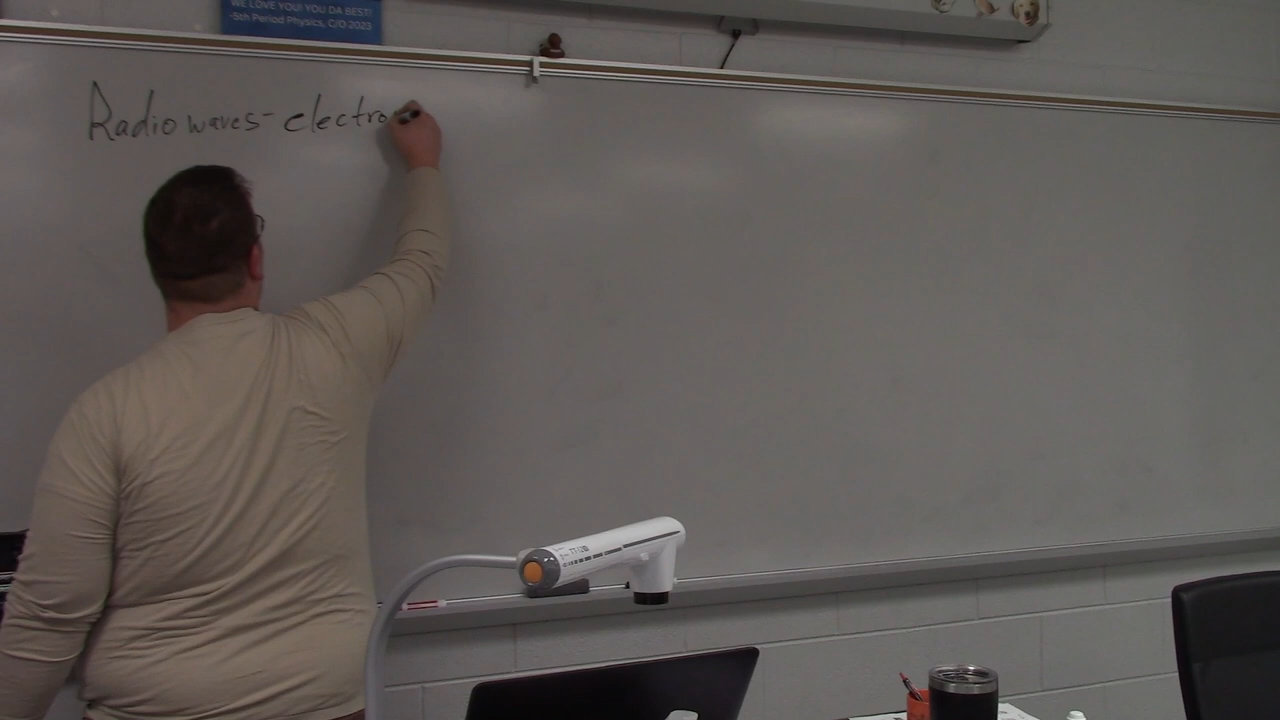 WE LOVE YOU! YOU DA BEST!
-5th Period Physics, C/O 2023
Radio waves- electro